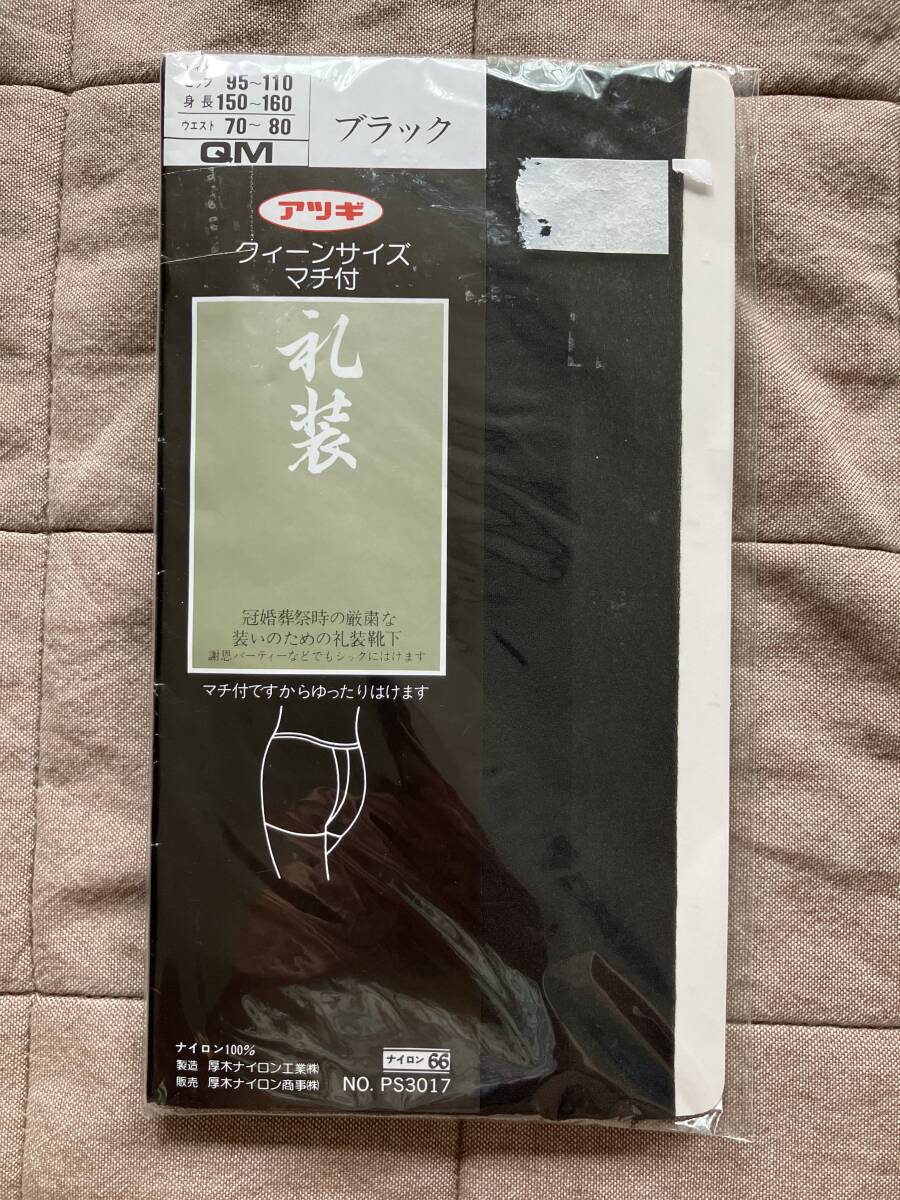 ヒップ 95~110
身長 150~160
ウエスト 70~80
QM
ブラック
アツギ
クィーンサイズ
マチ付
礼装
冠婚葬祭時の厳粛な
装いのための礼装靴下
謝恩パーティーなどでもシックにはけます
マチ付ですからゆったりはけます
ナイロン100%
製造 厚木ナイロン工業㈱
販売 厚木ナイロン商事㈱
ナイロン 66
NO. PS3017